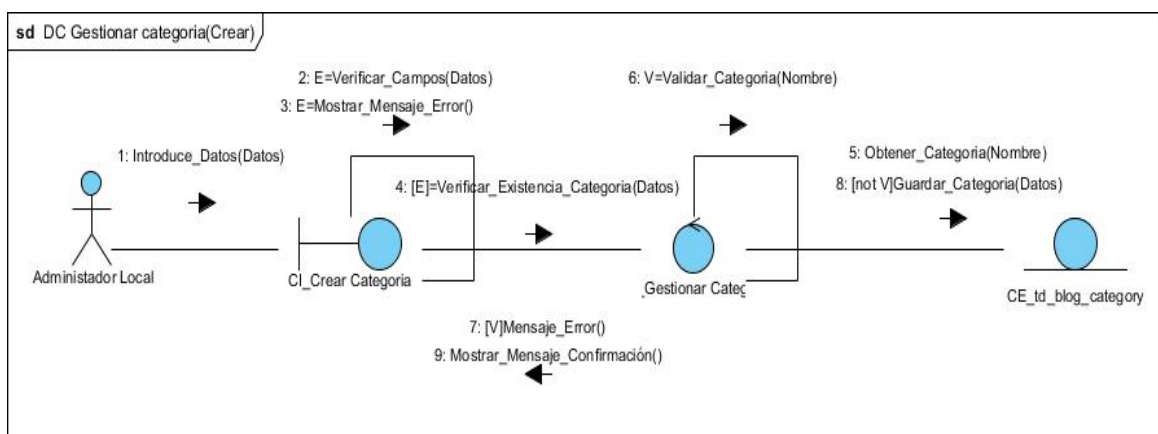 sd DC Gestionar categoria(Crear)
2: E=Verificar_Campos(Datos)
3: E=Mostrar_Mensaje_Error()
6: V=Validar_Categoria(Nombre)
1: Introduce_Datos(Datos)
5: Obtener_Categoria(Nombre)
4: [E]=Verificar_Existencia_Categoria(Datos)
8: [not V]Guardar_Categoria(Datos)
Administador Local
CI_Crear Categoria
_Gestionar Categ
CE_td_blog_category
7: [V]Mensaje_Error()
9: Mostrar_Mensaje_Confirmación()